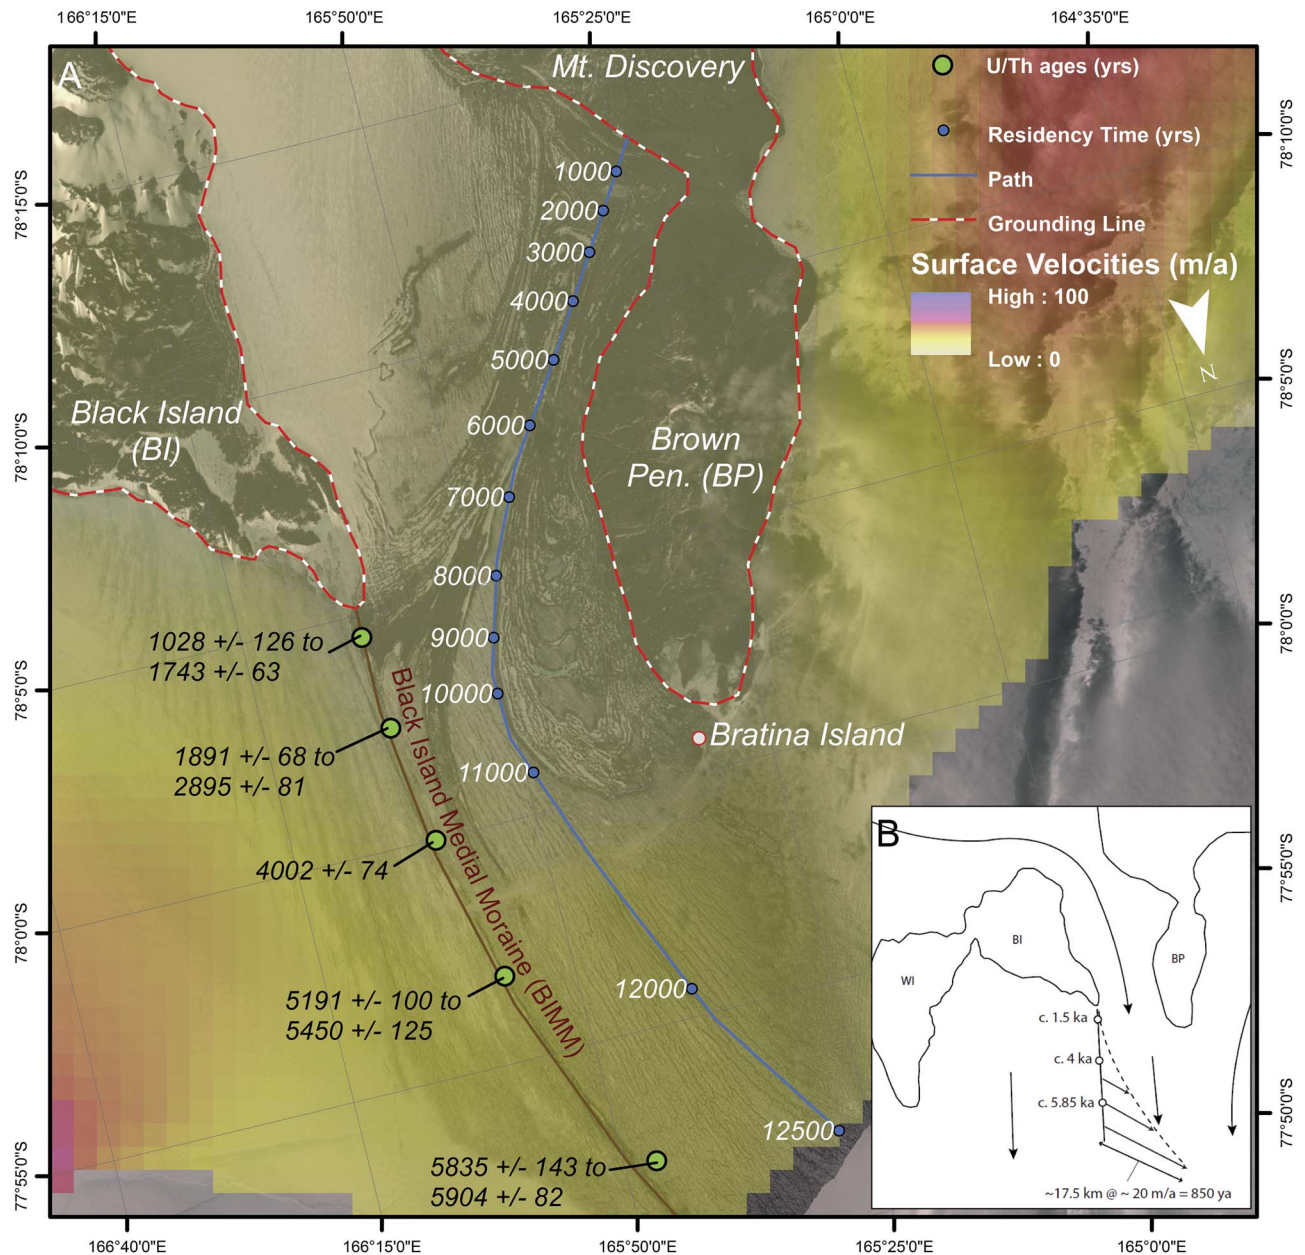 166°15'0"E
165°50'0"E
165°25'0"E
165°0'0"E
164°35'0"E
A
Mt. Discovery
U/Th ages (yrs)
Residency Time (yrs)
Path
Grounding Line
Surface Velocities (m/a)
High : 100
Low : 0
N
78°15'0"S
78°10'0"S
78°5'0"S
78°0'0"S
77°55'0"S
78°10'0"S
78°5'0"S
78°0'0"S
77°55'0"S
77°50'0"S
1000
2000
3000
4000
5000
6000
7000
8000
9000
10000
11000
12000
12500
Black Island
(BI)
Brown
Pen. (BP)
Bratina Island
Black Island Medial Moraine (BIMM)
1028 +/- 126 to
1743 +/- 63
1891 +/- 68 to
2895 +/- 81
4002 +/- 74
5191 +/- 100 to
5450 +/- 125
5835 +/- 143 to
5904 +/- 82
B
BI
WI
BP
c. 1.5 ka
c. 4 ka
c. 5.85 ka
~17.5 km @ ~ 20 m/a = 850 ya
166°40'0"E
166°15'0"E
165°50'0"E
165°25'0"E
165°0'0"E